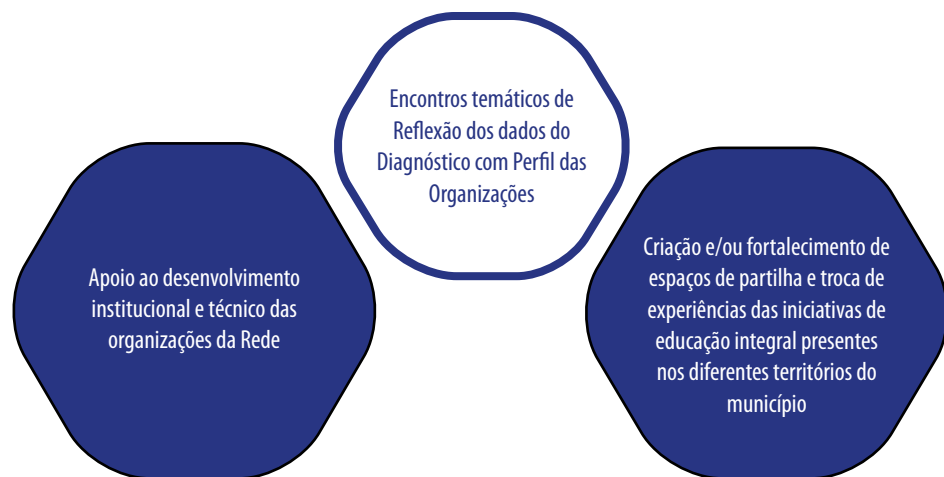 Encontros temáticos de
Reflexão dos dados do
Diagnóstico com Perfil das
Organizações
Apoio ao desenvolvimento
institucional e técnico das
organizações da Rede
Criação e/ou fortalecimento de
espaços de partilha e troca de
experiências das iniciativas de
educação integral presentes
nos diferentes territórios do
município